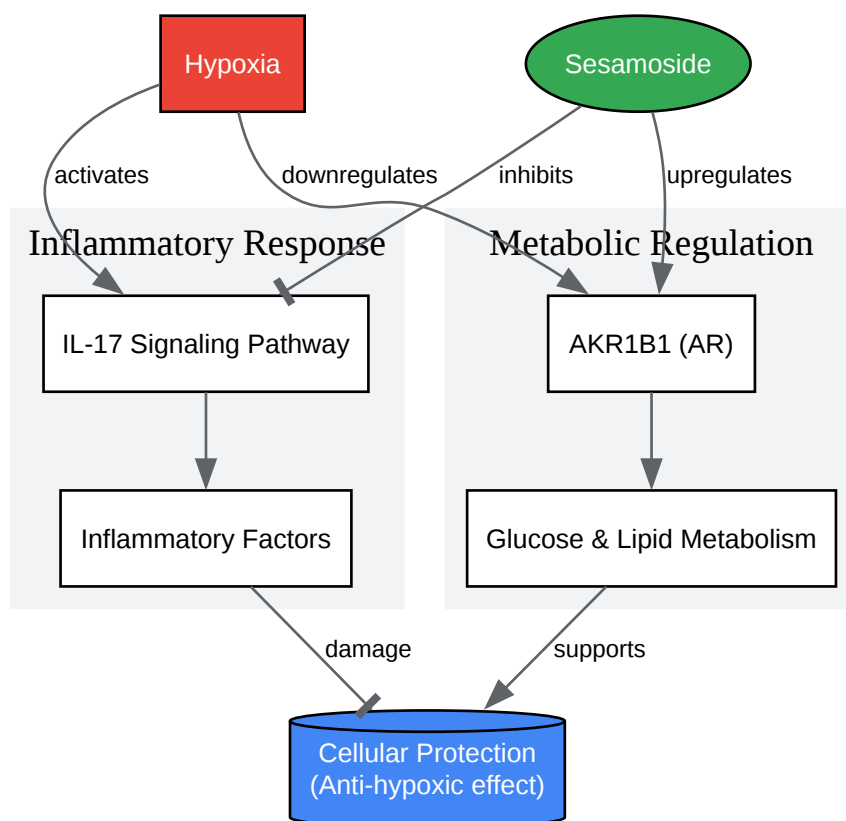 Hypoxia
Sesamoside
activates
downregulates
inhibits
upregulates
Inflammatory Response
Metabolic Regulation
IL-17 Signaling Pathway
AKR1B1 (AR)
Inflammatory Factors
Glucose & Lipid Metabolism
damage
supports
Cellular Protection
(Anti-hypoxic effect)